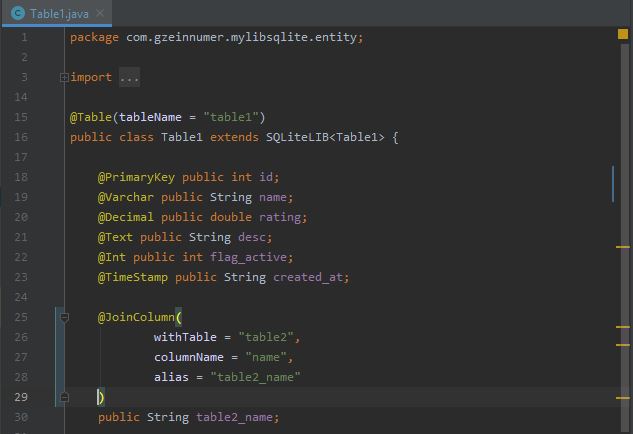 Table1.java
1 package com.gzeinnumer.mylibsqlite.entity;
2
3 import ...
14
15 @Table(tableName = "table1")
16 public class Table1 extends SQLiteLIB<Table1> {
17
18 @PrimaryKey public int id;
19 @Varchar public String name;
20 @Decimal public double rating;
21 @Text public String desc;
22 @Int public int flag_active;
23 @TimeStamp public String created_at;
24
25 @JoinColumn(
26 withTable = "table2",
27 columnName = "name",
28 alias = "table2_name"
29 )
30 public String table2_name;